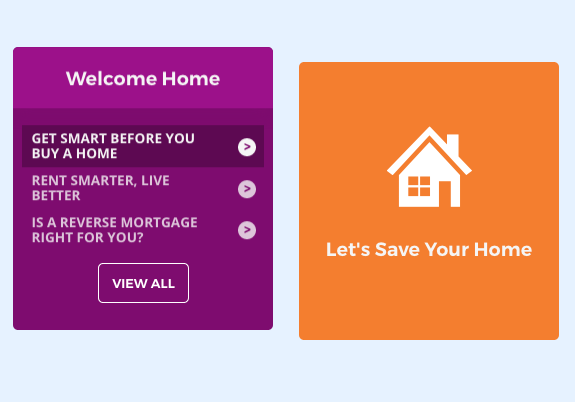 Welcome Home
GET SMART BEFORE YOU
BUY A HOME
RENT SMARTER, LIVE
BETTER
IS A REVERSE MORTGAGE
RIGHT FOR YOU?
VIEW ALL
Let's Save Your Home